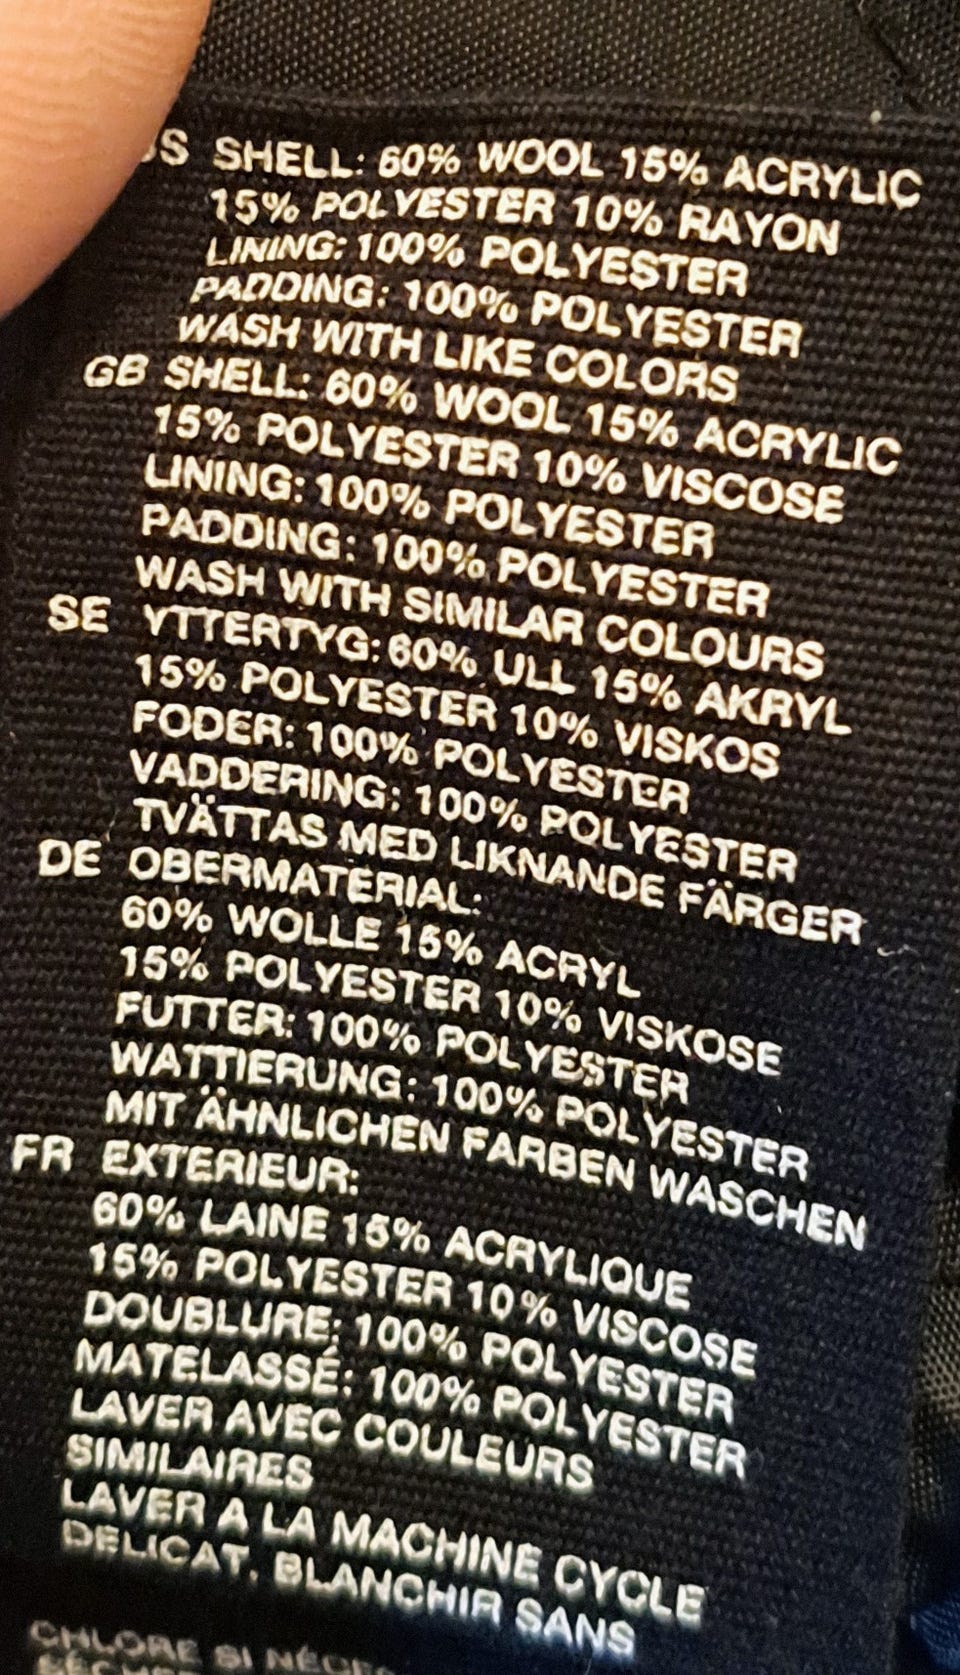 US SHELL: 60% WOOL 15% ACRYLIC
15% POLYESTER 10% RAYON
LINING: 100% POLYESTER
PADDING: 100% POLYESTER
WASH WITH LIKE COLORS
GB SHELL: 60% WOOL 15% ACRYLIC
15% POLYESTER 10% VISCOSE
LINING: 100% POLYESTER
PADDING: 100% POLYESTER
WASH WITH SIMILAR COLOURS
SE YTTERTYG: 60% ULL 15% AKRYL
15% POLYESTER 10% VISKOS
FODER: 100% POLYESTER
VADDERING: 100% POLYESTER
TVÄTTAS MED LIKNANDE FÄRGER
DE OBERMATERIAL:
60% WOLLE 15% ACRYL
15% POLYESTER 10% VISKOSE
FUTTER: 100% POLYESTER
WATTIERUNG: 100% POLYESTER
MIT ÄHNLICHEN FARBEN WASCHEN
FR EXTERIEUR:
60% LAINE 15% ACRYLIQUE
15% POLYESTER 10% VISCOSE
DOUBLURE: 100% POLYESTER
MATELASSÉ: 100% POLYESTER
LAVER AVEC COULEURS
SIMILAIRES
LAVER A LA MACHINE CYCLE
DELICAT, BLANCHIR SANS
CHLORE SI